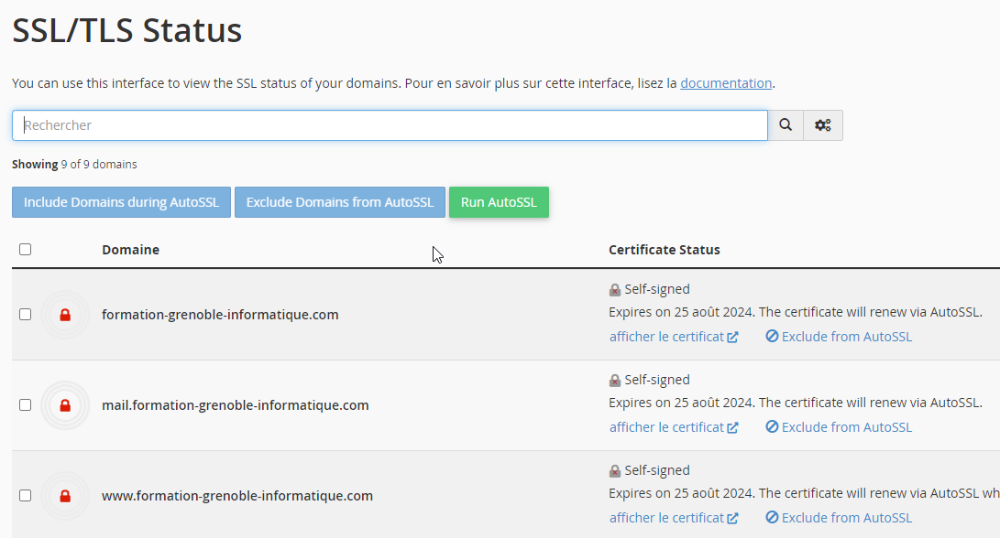 SSL/TLS Status
You can use this interface to view the SSL status of your domains. Pour en savoir plus sur cette interface, lisez la documentation.
Rechercher
Showing 9 of 9 domains
Include Domains during AutoSSL Exclude Domains from AutoSSL Run AutoSSL
Domaine Certificate Status
Self-signed
formation-grenoble-informatique.com Expires on 25 août 2024. The certificate will renew via AutoSSL.
afficher le certificat Exclude from AutoSSL
Self-signed
mail.formation-grenoble-informatique.com Expires on 25 août 2024. The certificate will renew via AutoSSL.
afficher le certificat Exclude from AutoSSL
Self-signed
www.formation-grenoble-informatique.com Expires on 25 août 2024. The certificate will renew via AutoSSL wh
afficher le certificat Exclude from AutoSSL